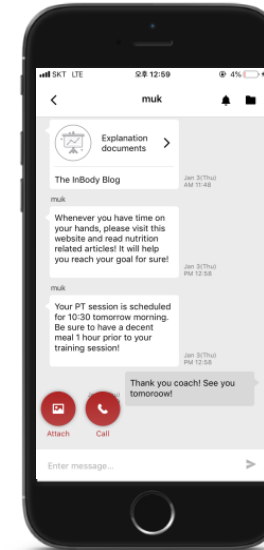 SKT LTE
오후 12:59
4%
muk
Explanation
documents
The InBody Blog
Jan 3(Thu)
AM 11:48
muk
Whenever you have time on
your hands, please visit this
website and read nutrition
related articles! It will help
you reach your goal for sure!
Jan 3(Thu)
PM 12:58
muk
Your PT session is scheduled
for 10:30 tomorrow morning.
Be sure to have a decent
meal 1 hour prior to your
training session!
Jan 3(Thu)
PM 12:58
Thank you coach! See you
tomoroow!
Attach
Call
Enter message...